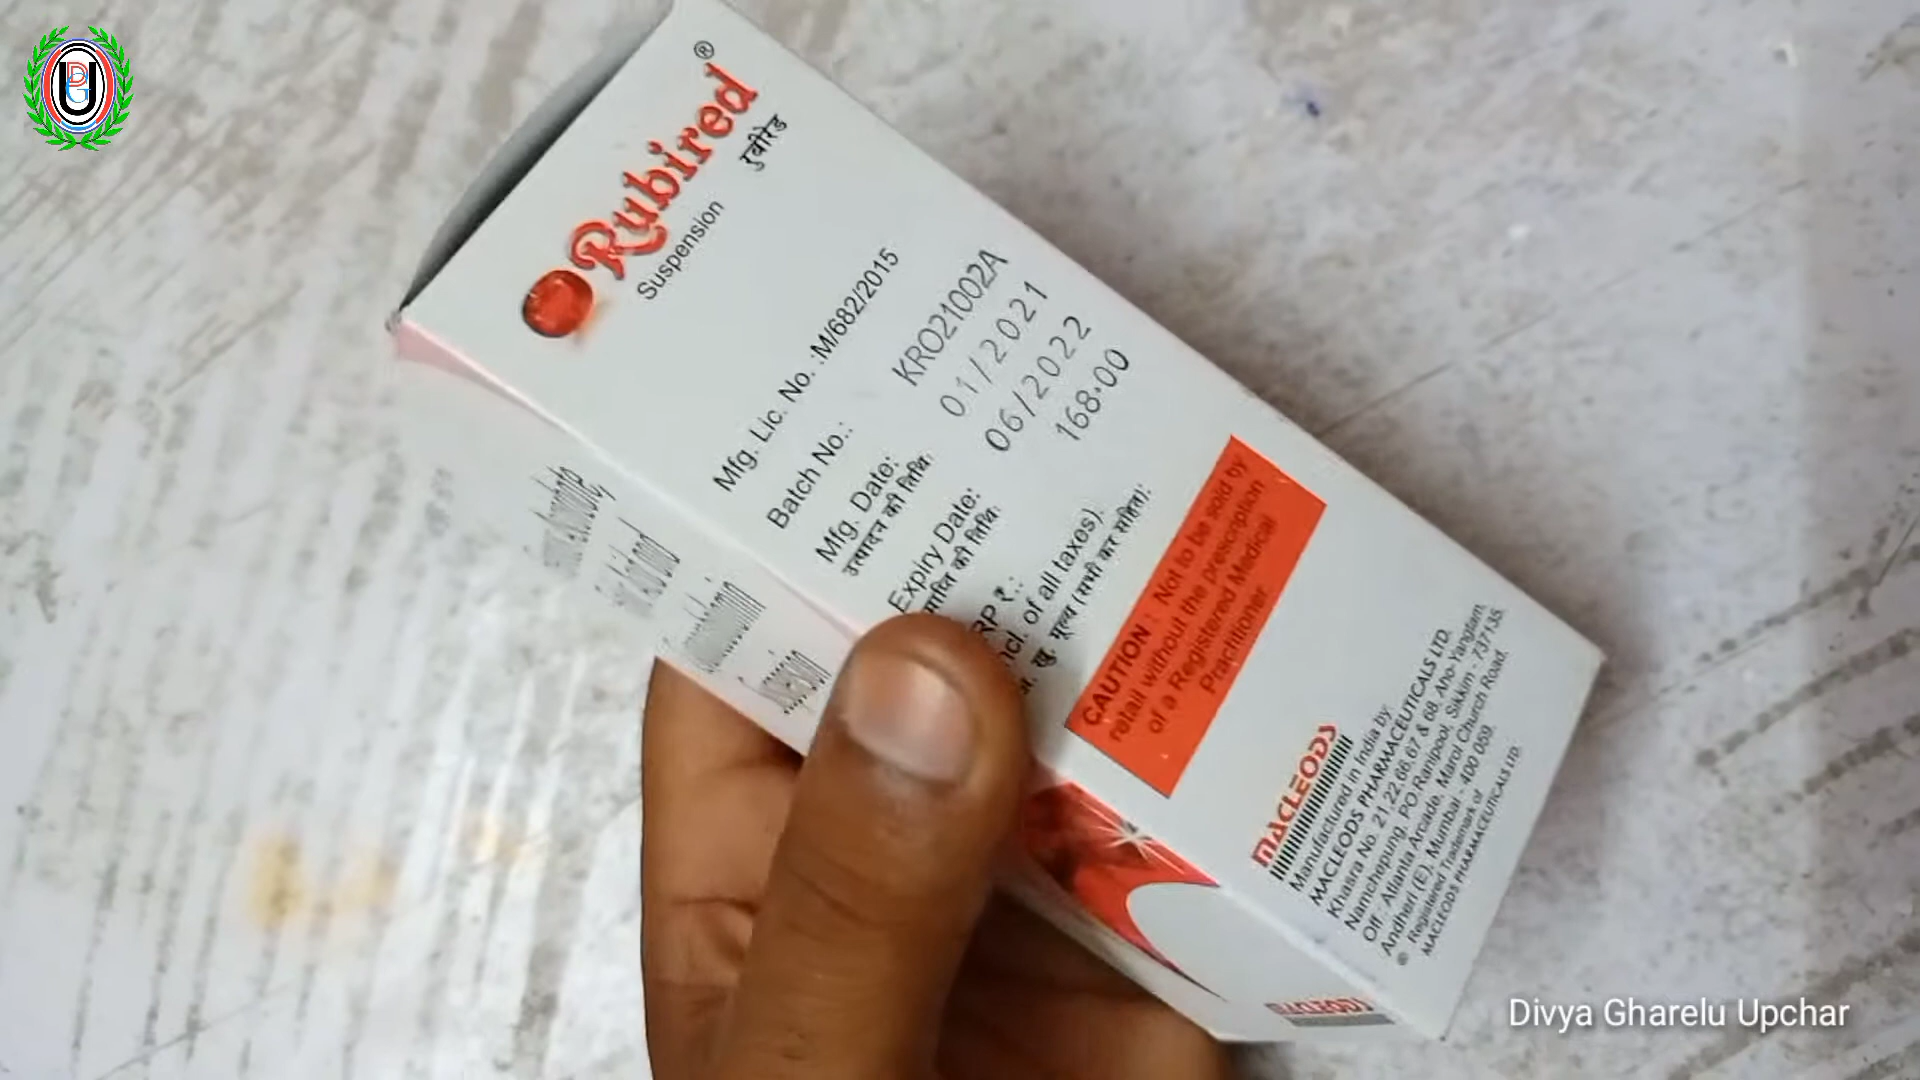 Rubired®
रुबीरेड
Suspension
Mfg. Lic. No. :M/682/2015
Batch No.: KRO21002A
Mfg. Date: 01/2021
उत्पादन की तिथि:
Expiry Date: 06/2022
समाप्ति की तिथि:
RP ₹.: 168.00
ncl. of all taxes).
खु. मूल्य (सभी कर सहित):
CAUTION : Not to be sold by
retail without the prescription
of a Registered Medical
Practitioner
MACLEODS
Manufactured in India by:
MACLEODS PHARMACEUTICALS LTD.
Khasra No. 21,22,66,67 & 68, Aho-Yangtam,
Namchepung, PO Ranipool, Sikkim - 737135.
Off : Atlanta Arcade, Marol Church Road,
Andheri (E), Mumbai - 400 059.
® Registered Trademark of
MACLEODS PHARMACEUTICALS LTD.
Suspension
MACLEODS
Divya Gharelu Upchar